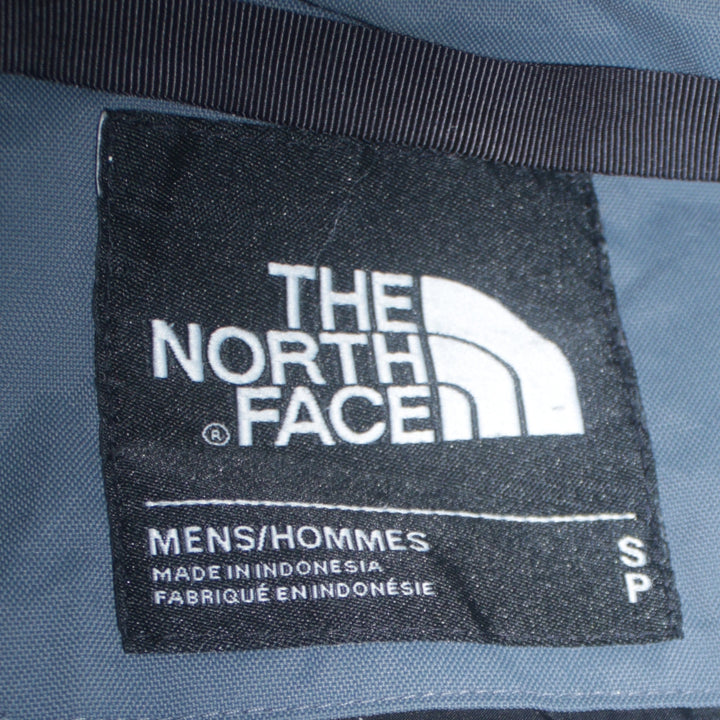 THE
NORTH
® FACE
MENS/HOMMES
MADE IN INDONESIA
FABRIQUÉ EN INDONÉSIE
S
P